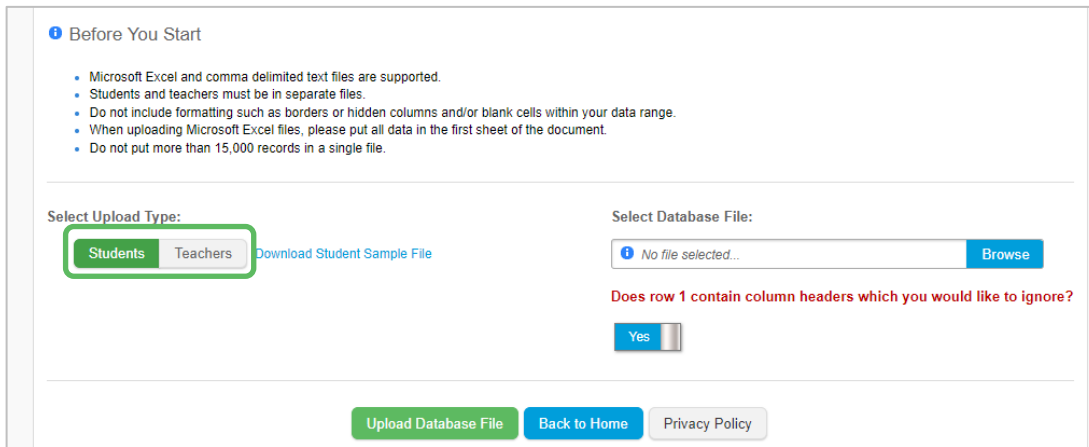 Before You Start
Microsoft Excel and comma delimited text files are supported.
Students and teachers must be in separate files.
Do not include formatting such as borders or hidden columns and/or blank cells within your data range.
When uploading Microsoft Excel files, please put all data in the first sheet of the document.
Do not put more than 15,000 records in a single file.
Select Upload Type:
Students Teachers Download Student Sample File
Select Database File:
No file selected... Browse
Does row 1 contain column headers which you would like to ignore?
Yes
Upload Database File Back to Home Privacy Policy